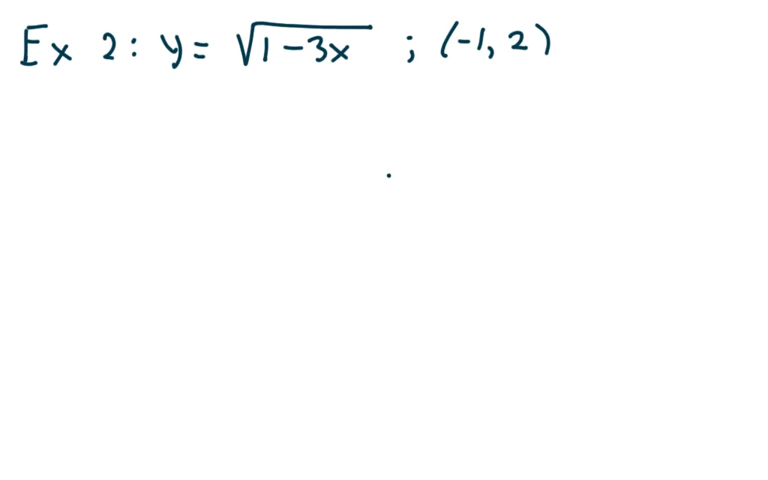 Ex 2: y = √(1-3x) ; (-1, 2)